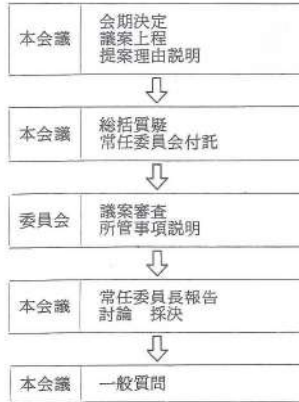 本会議
会期決定
議案上程
提案理由説明
本会議
総括質疑
常任委員会付託
委員会
議案審査
所管事項説明
本会議
常任委員長報告
討論 採決
本会議
一般質問